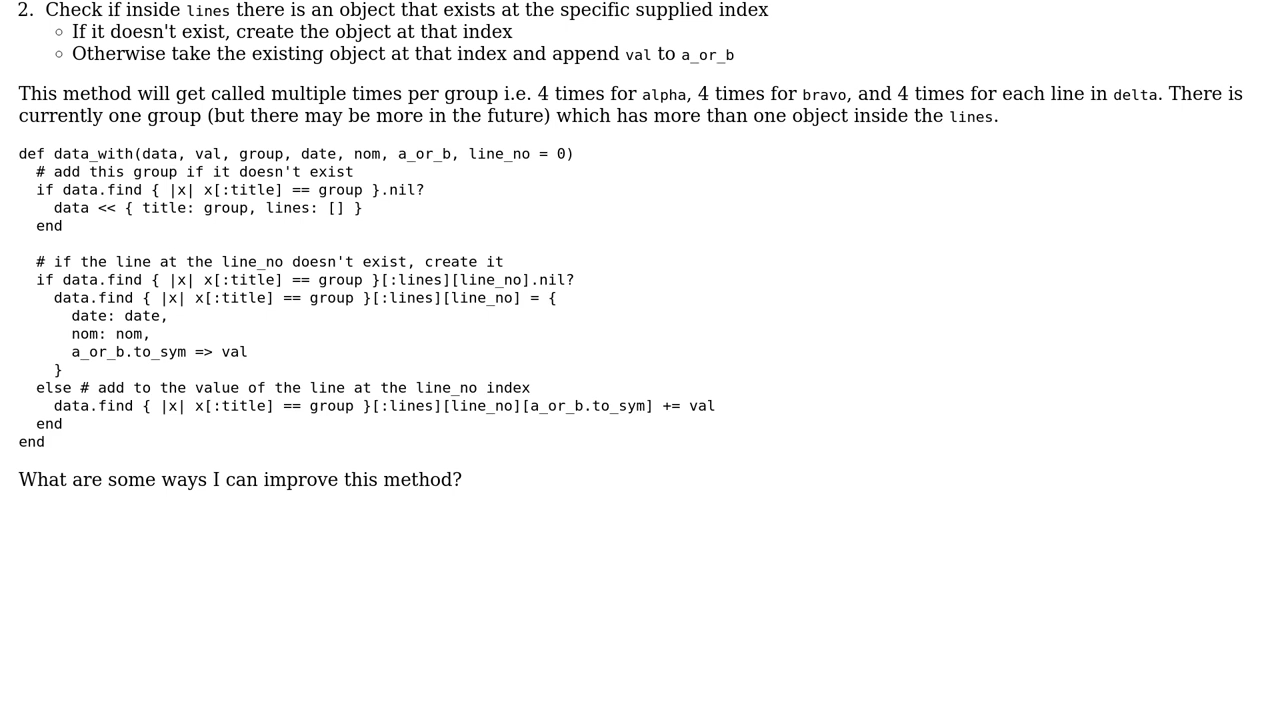 2. Check if inside lines there is an object that exists at the specific supplied index
◦ If it doesn't exist, create the object at that index
◦ Otherwise take the existing object at that index and append val to a_or_b
This method will get called multiple times per group i.e. 4 times for alpha, 4 times for bravo, and 4 times for each line in delta. There is
currently one group (but there may be more in the future) which has more than one object inside the lines.
def data_with(data, val, group, date, nom, a_or_b, line_no = 0)
  # add this group if it doesn't exist
  if data.find { |x| x[:title] == group }.nil?
    data << { title: group, lines: [] }
  end

  # if the line at the line_no doesn't exist, create it
  if data.find { |x| x[:title] == group }[:lines][line_no].nil?
    data.find { |x| x[:title] == group }[:lines][line_no] = {
      date: date,
      nom: nom,
      a_or_b.to_sym => val
    }
  else # add to the value of the line at the line_no index
    data.find { |x| x[:title] == group }[:lines][line_no][a_or_b.to_sym] += val
  end
end
What are some ways I can improve this method?